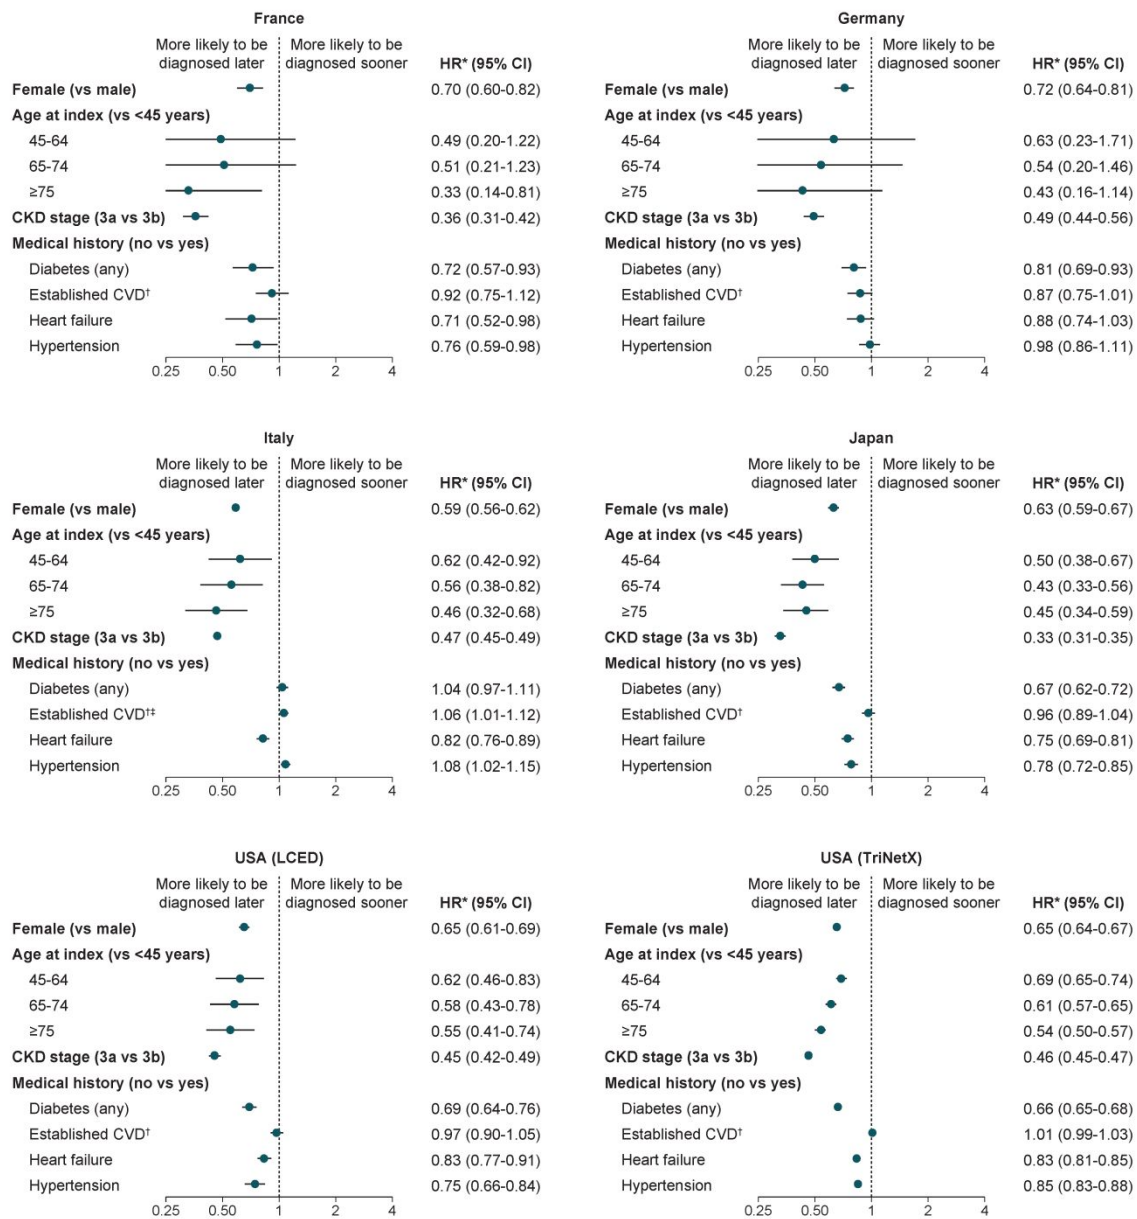 France
More likely to be diagnosed later
More likely to be diagnosed sooner
HR* (95% CI)
Female (vs male) 0.70 (0.60-0.82)
Age at index (vs <45 years)
45-64 0.49 (0.20-1.22)
65-74 0.51 (0.21-1.23)
≥75 0.33 (0.14-0.81)
CKD stage (3a vs 3b) 0.36 (0.31-0.42)
Medical history (no vs yes)
Diabetes (any) 0.72 (0.57-0.93)
Established CVD† 0.92 (0.75-1.12)
Heart failure 0.71 (0.52-0.98)
Hypertension 0.76 (0.59-0.98)
0.25 0.50 1 2 4
Germany
More likely to be diagnosed later
More likely to be diagnosed sooner
HR* (95% CI)
Female (vs male) 0.72 (0.64-0.81)
Age at index (vs <45 years)
45-64 0.63 (0.23-1.71)
65-74 0.54 (0.20-1.46)
≥75 0.43 (0.16-1.14)
CKD stage (3a vs 3b) 0.49 (0.44-0.56)
Medical history (no vs yes)
Diabetes (any) 0.81 (0.69-0.93)
Established CVD† 0.87 (0.75-1.01)
Heart failure 0.88 (0.74-1.03)
Hypertension 0.98 (0.86-1.11)
0.25 0.50 1 2 4
Italy
More likely to be diagnosed later
More likely to be diagnosed sooner
HR* (95% CI)
Female (vs male) 0.59 (0.56-0.62)
Age at index (vs <45 years)
45-64 0.62 (0.42-0.92)
65-74 0.56 (0.38-0.82)
≥75 0.46 (0.32-0.68)
CKD stage (3a vs 3b) 0.47 (0.45-0.49)
Medical history (no vs yes)
Diabetes (any) 1.04 (0.97-1.11)
Established CVD†‡ 1.06 (1.01-1.12)
Heart failure 0.82 (0.76-0.89)
Hypertension 1.08 (1.02-1.15)
0.25 0.50 1 2 4
Japan
More likely to be diagnosed later
More likely to be diagnosed sooner
HR* (95% CI)
Female (vs male) 0.63 (0.59-0.67)
Age at index (vs <45 years)
45-64 0.50 (0.38-0.67)
65-74 0.43 (0.33-0.56)
≥75 0.45 (0.34-0.59)
CKD stage (3a vs 3b) 0.33 (0.31-0.35)
Medical history (no vs yes)
Diabetes (any) 0.67 (0.62-0.72)
Established CVD† 0.96 (0.89-1.04)
Heart failure 0.75 (0.69-0.81)
Hypertension 0.78 (0.72-0.85)
0.25 0.50 1 2 4
USA (LCED)
More likely to be diagnosed later
More likely to be diagnosed sooner
HR* (95% CI)
Female (vs male) 0.65 (0.61-0.69)
Age at index (vs <45 years)
45-64 0.62 (0.46-0.83)
65-74 0.58 (0.43-0.78)
≥75 0.55 (0.41-0.74)
CKD stage (3a vs 3b) 0.45 (0.42-0.49)
Medical history (no vs yes)
Diabetes (any) 0.69 (0.64-0.76)
Established CVD† 0.97 (0.90-1.05)
Heart failure 0.83 (0.77-0.91)
Hypertension 0.75 (0.66-0.84)
0.25 0.50 1 2 4
USA (TriNetX)
More likely to be diagnosed later
More likely to be diagnosed sooner
HR* (95% CI)
Female (vs male) 0.65 (0.64-0.67)
Age at index (vs <45 years)
45-64 0.69 (0.65-0.74)
65-74 0.61 (0.57-0.65)
≥75 0.54 (0.50-0.57)
CKD stage (3a vs 3b) 0.46 (0.45-0.47)
Medical history (no vs yes)
Diabetes (any) 0.66 (0.65-0.68)
Established CVD† 1.01 (0.99-1.03)
Heart failure 0.83 (0.81-0.85)
Hypertension 0.85 (0.83-0.88)
0.25 0.50 1 2 4